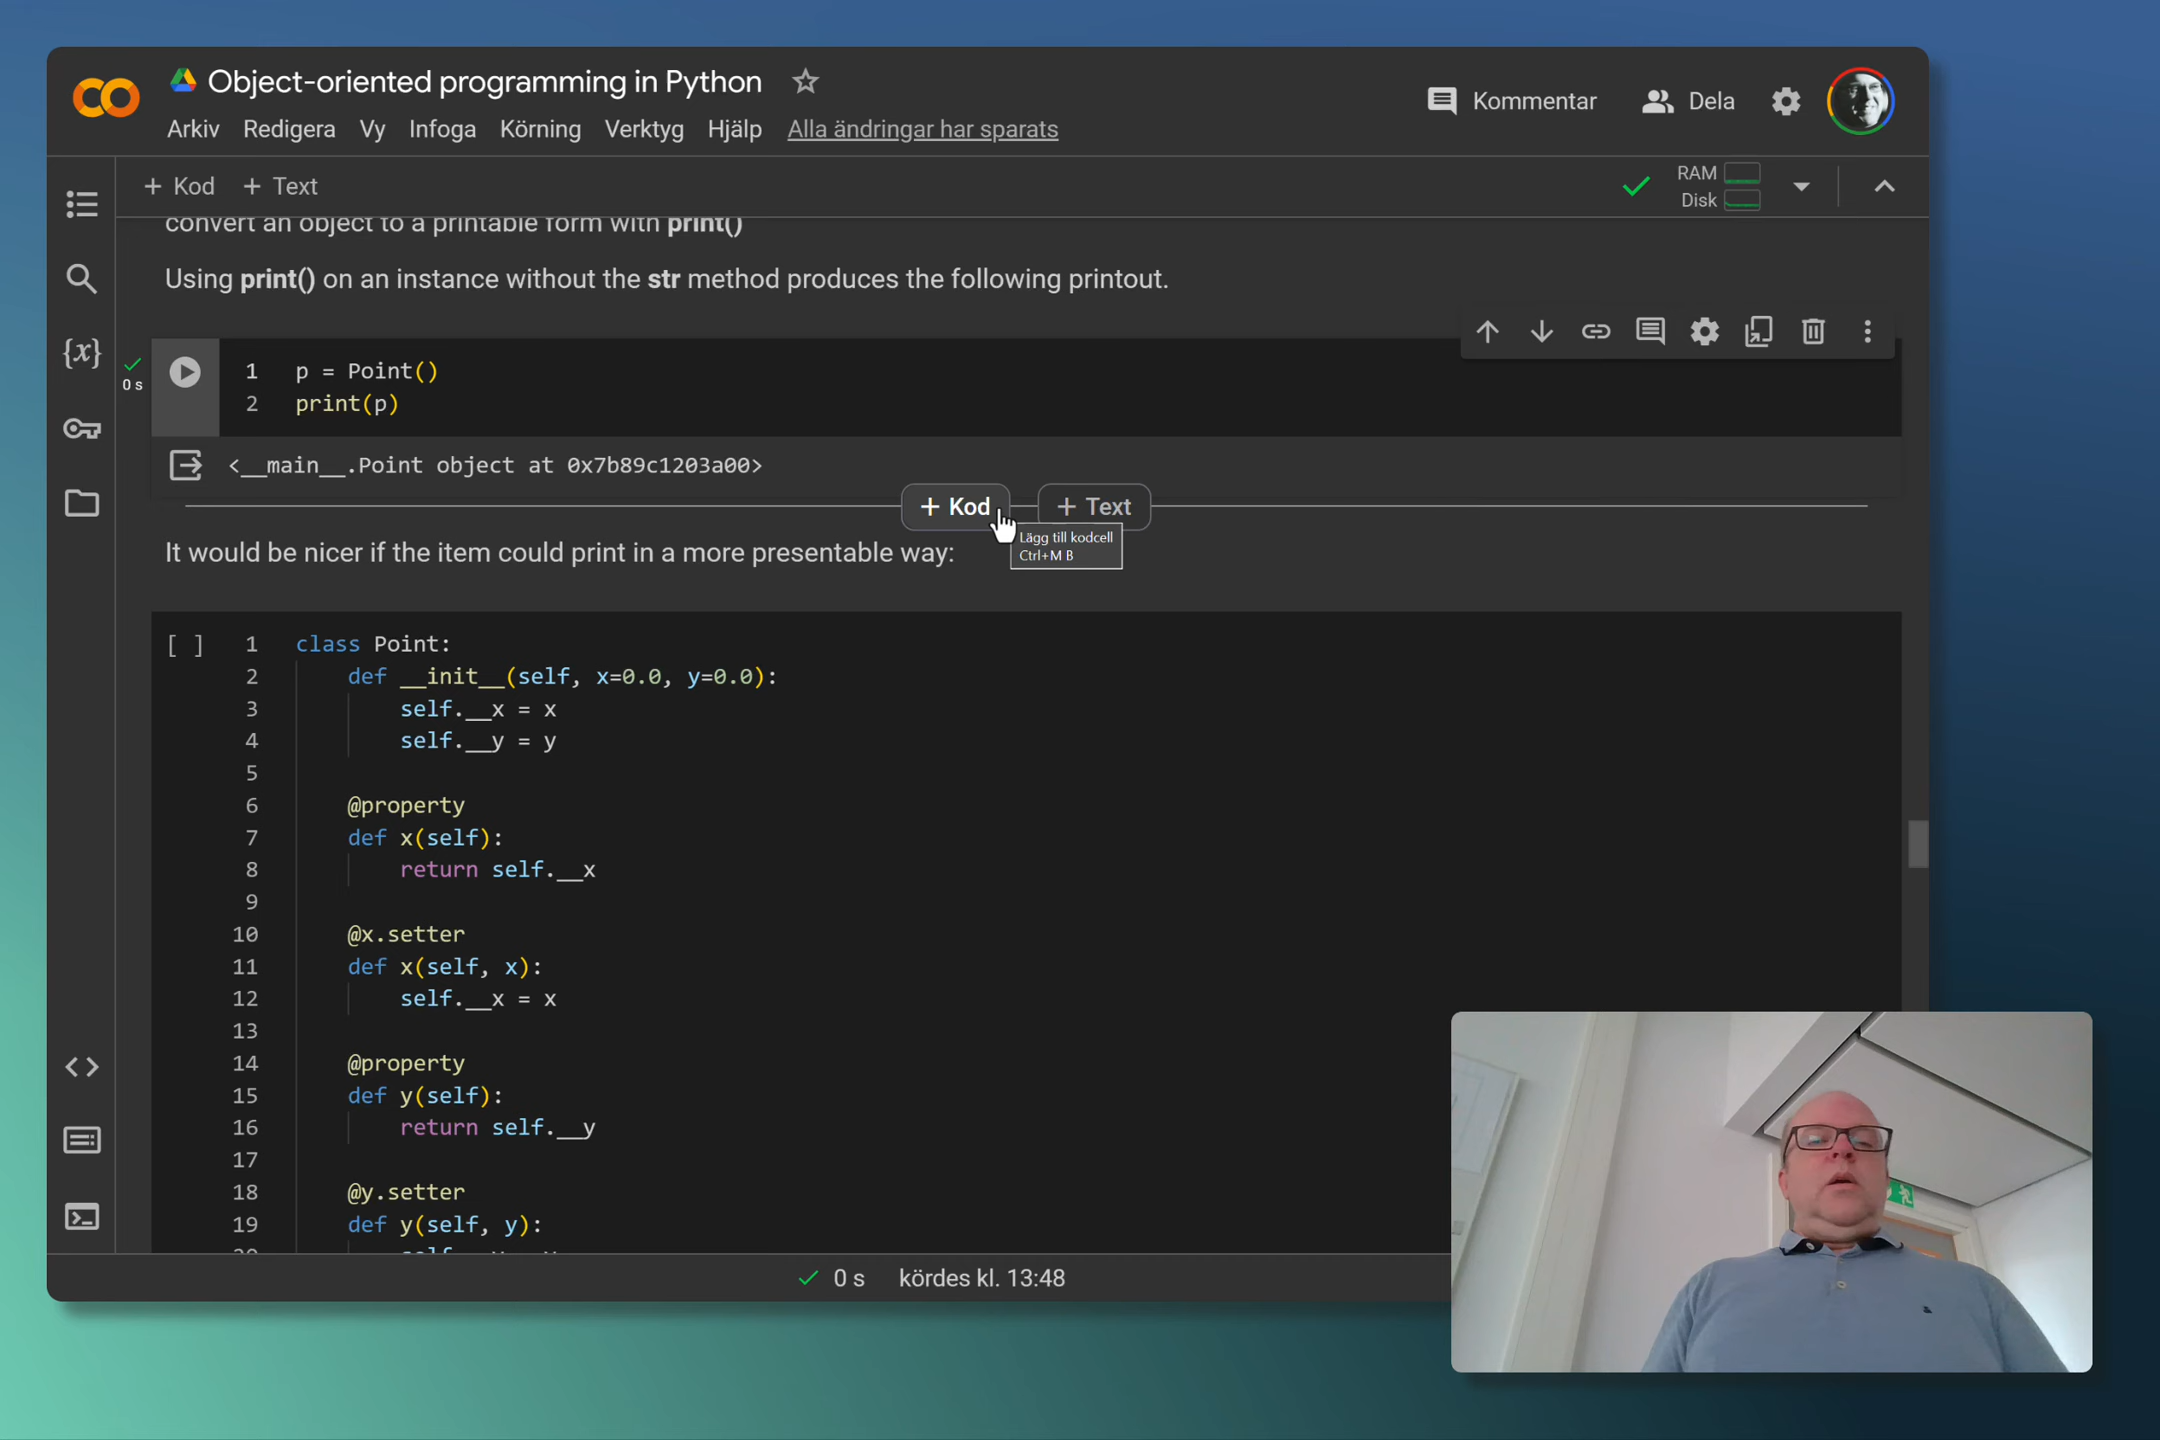 Object-oriented programming in Python
Kommentar
Dela
Arkiv Redigera Vy Infoga Körning Verktyg Hjälp Alla ändringar har sparats
+ Kod + Text
RAM
Disk
convert an object to a printable form with print()
Using print() on an instance without the str method produces the following printout.
{x}
0 s
1 p = Point()
2 print(p)
<__main__.Point object at 0x7b89c1203a00>
+ Kod + Text
Lägg till kodcell
Ctrl+M B
It would be nicer if the item could print in a more presentable way:
[ ]
1 class Point:
2 def __init__(self, x=0.0, y=0.0):
3 self.__x = x
4 self.__y = y
5
6 @property
7 def x(self):
8 return self.__x
9
10 @x.setter
11 def x(self, x):
12 self.__x = x
13
14 @property
15 def y(self):
16 return self.__y
17
18 @y.setter
19 def y(self, y):
0 s kördes kl. 13:48